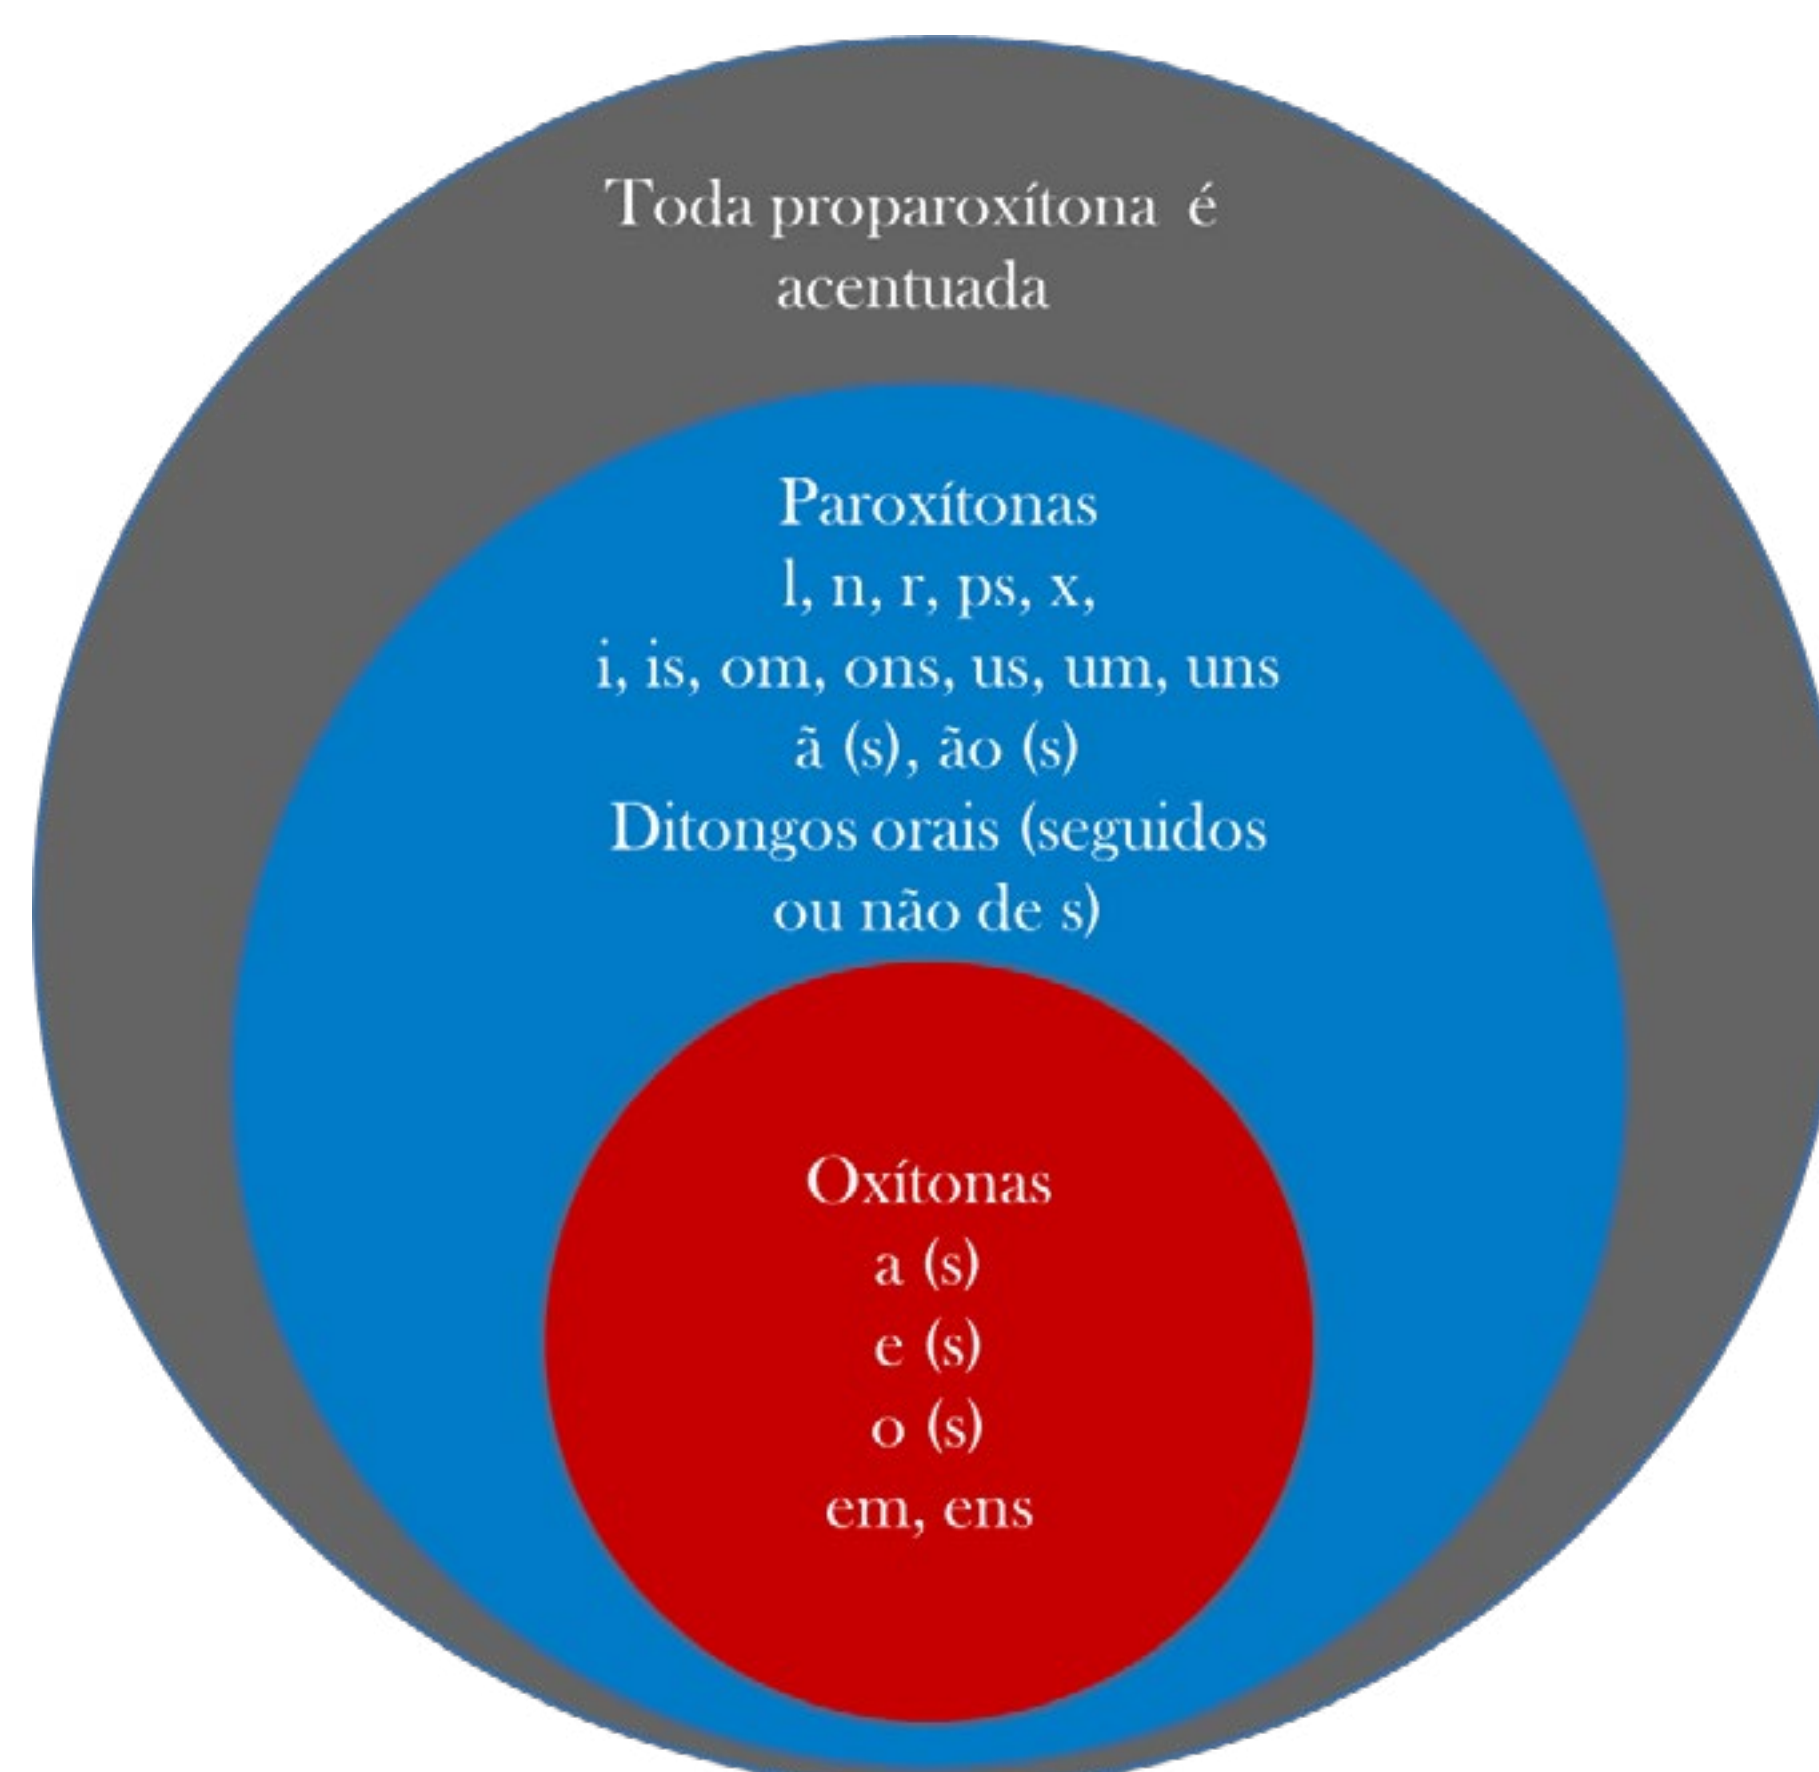 Toda proparoxítona é
acentuada
Paroxítonas
l, n, r, ps, x,
i, is, om, ons, us, um, uns
ã (s), ão (s)
Ditongos orais (seguidos
ou não de s)
Oxítonas
a (s)
e (s)
o (s)
em, ens